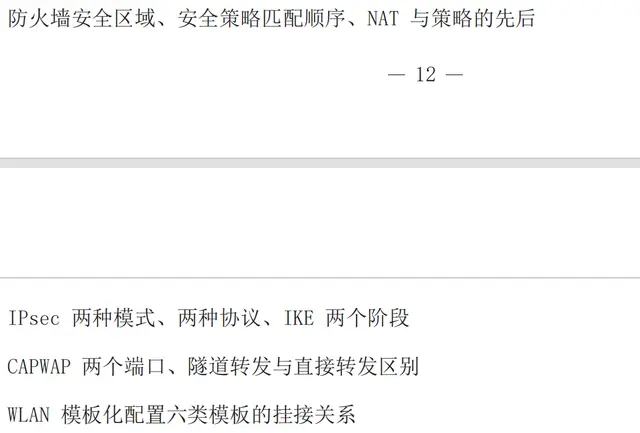 防火墙安全区域、安全策略匹配顺序、NAT 与策略的先后
— 12 —
IPsec 两种模式、两种协议、IKE 两个阶段
CAPWAP 两个端口、隧道转发与直接转发区别
WLAN 模板化配置六类模板的挂接关系